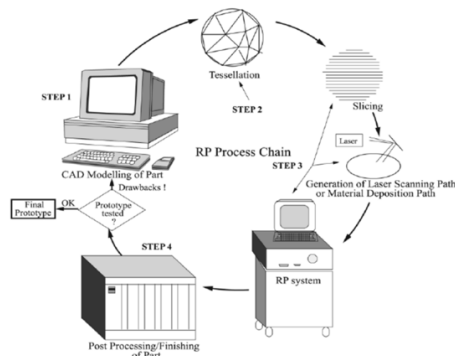 Tessellation
STEP 1
STEP 2
Slicing
Laser
RP Process Chain
STEP 3
CAD Modelling of Part
Generation of Laser Scanning Path
or Material Deposition Path
Drawbacks !
Final
Prototype
OK
Prototype
tested
?
STEP 4
RP system
Post Processing/Finishing
of Part